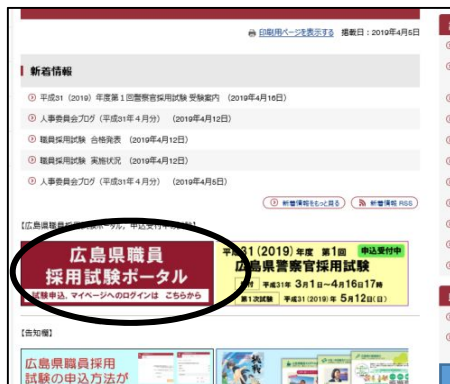 印刷用ページを表示する 掲載日：2019年4月5日
新着情報
平成31（2019）年度第1回警察官採用試験 受験案内 （2019年4月16日）
人事委員会ブログ（平成31年４月分） （2019年4月12日）
職員採用試験 合格発表 （2019年4月12日）
職員採用試験 実施状況 （2019年4月12日）
人事委員会ブログ（平成31年４月分） （2019年4月5日）
新着情報をもっと見る 新着情報 RSS
広島県職員
採用試験ポータル
試験申込、マイページへのログインは こちらから
31(2019)年度 第1回 申込受付中
広島県警察官採用試験
平成31年 3月1日~4月16日17時
第1次試験 平成31(2019)年 5月12日(日)
【告知欄】
広島県職員採用
試験の申込方法が